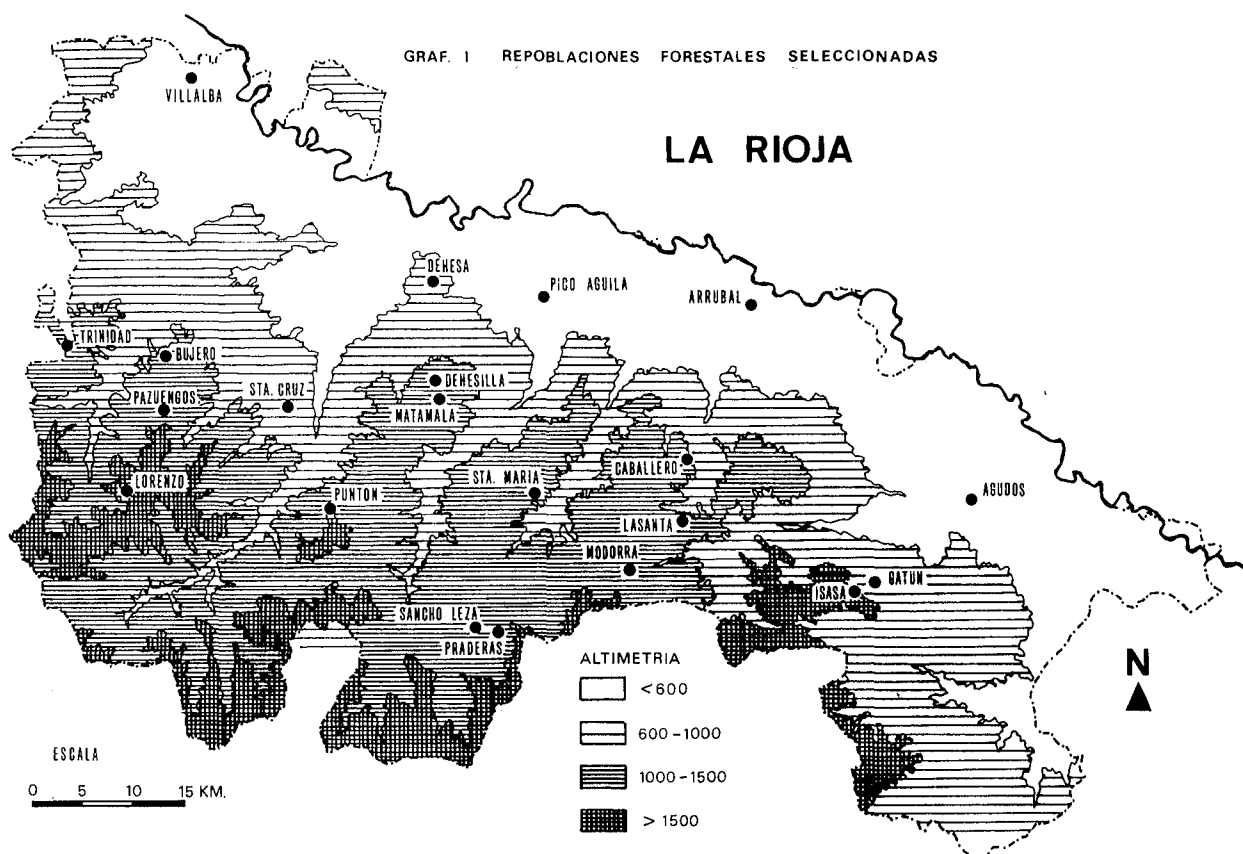 GRAF. I REPOBLACIONES FORESTALES SELECCIONADAS
VILLALBA
LA RIOJA
DEHESA
PICO AGUILA
ARRUBAL
TRINIDAD
BUJERO
DEHESILLA
STA. CRUZ
PAZUENGOS
MATAMALA
CABALLERO
STA. MARIA
LORENZO
PUNTON
AGUDOS
LASANTA
MODORRA
GATUN
ISASA
SANCHO LEZA
PRADERAS
ALTIMETRIA
<600
600-1000
1000-1500
> 1500
N
ESCALA
0 5 10 15 KM.